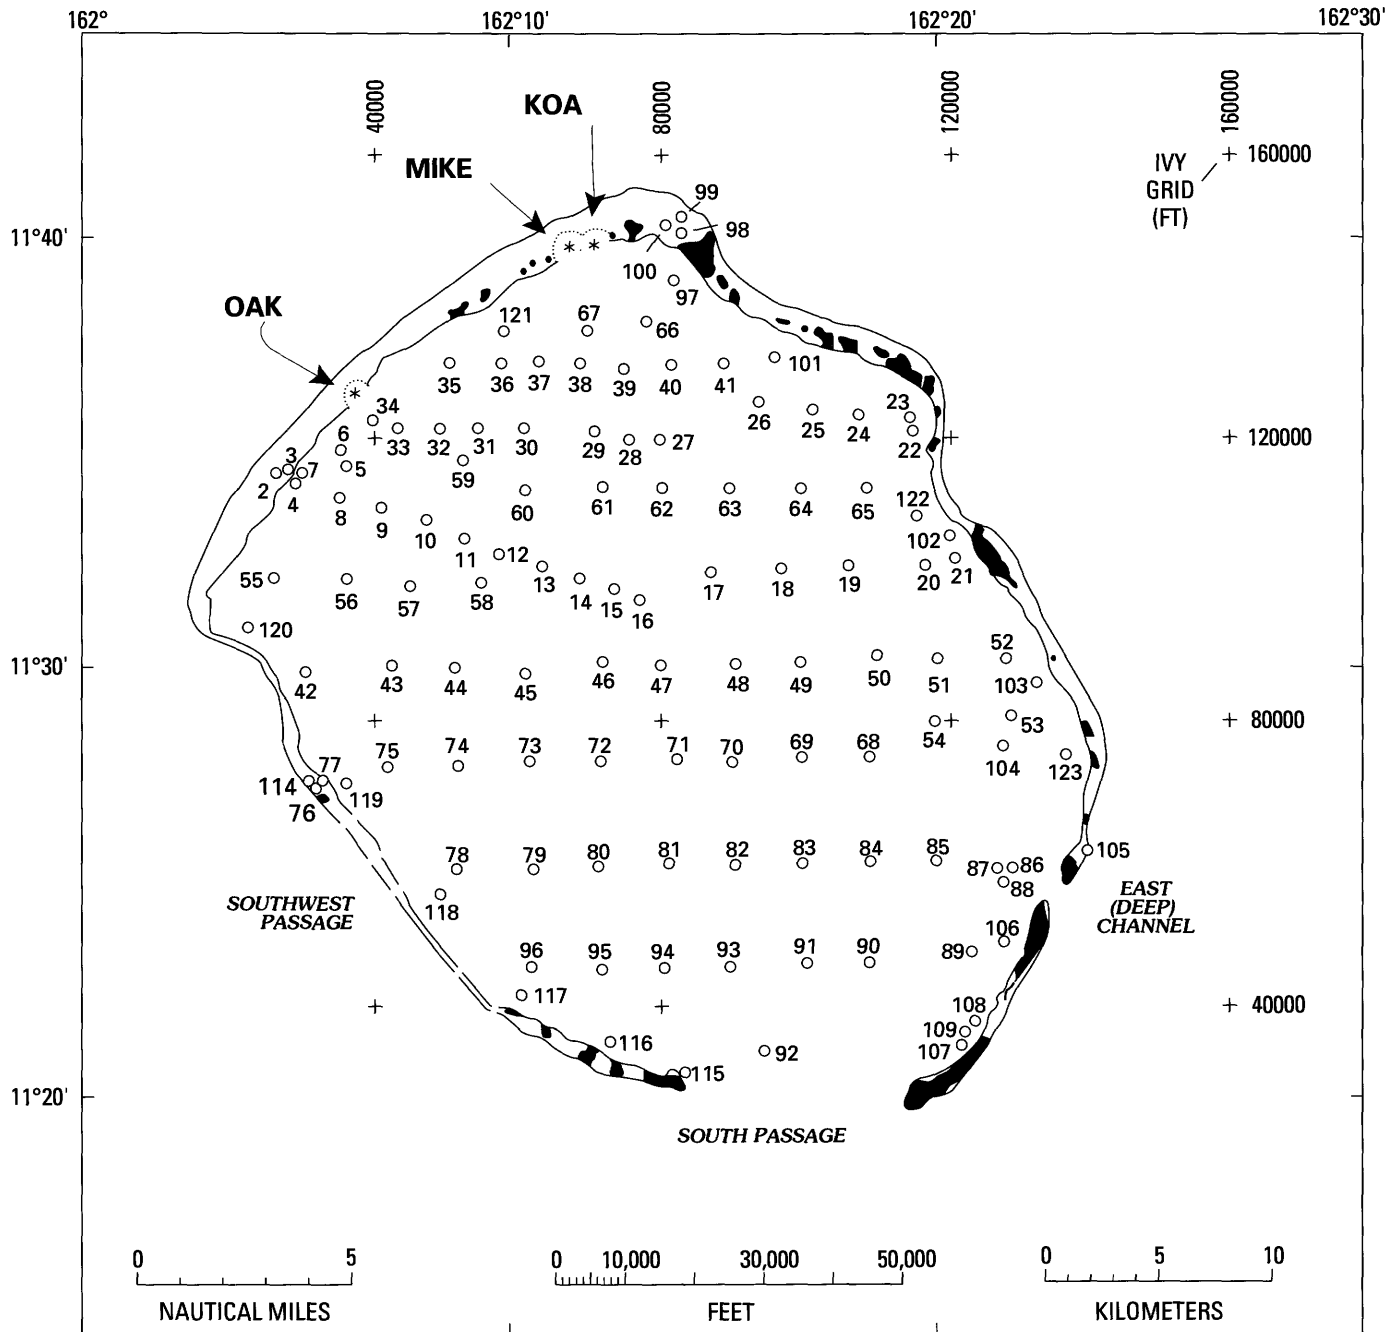 162° 162°10' 162°20' 162°30'
40000 80000 120000 160000
KOA
MIKE
IVY
GRID
(FT)
160000
99
98
11°40'
100
97
OAK
121 67 66
101
35 36 37 38 39 40 41
34
26 25 24 23
6 33 32 31 30 29 28 27 22
120000
3 7 5
2
4
59
8 9 60 61 62 63 64 65 122
10
102
11 12
13 14 15 16 17 18 19 20 21
55
56 57 58
120
52
11°30'
42 43 44 45 46 47 48 49 50 51 103
53
54
80000
75 74 73 72 71 70 69 68
104 123
77
114
119
76
78 79 80 81 82 83 84 85
105
87 86
88
118
SOUTHWEST
PASSAGE
EAST
(DEEP)
CHANNEL
106
96 95 94 93 91 90 89
117
108
40000
109
107
116
92
115
11°20'
SOUTH PASSAGE
0 5
0 10,000 30,000 50,000
0 5 10
NAUTICAL MILES
FEET
KILOMETERS